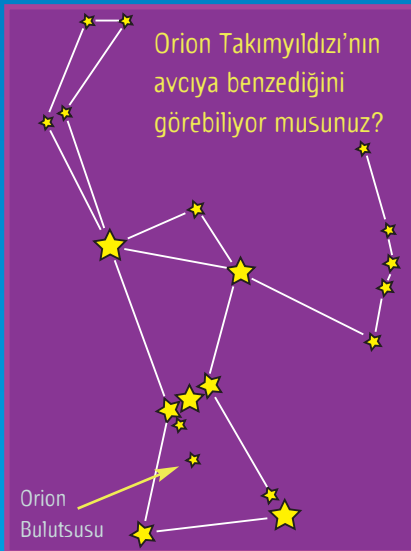 Orion Takımyıldızı’nın
avcıya benzediğini
görebiliyor musunuz?
Orion
Bulutsusu